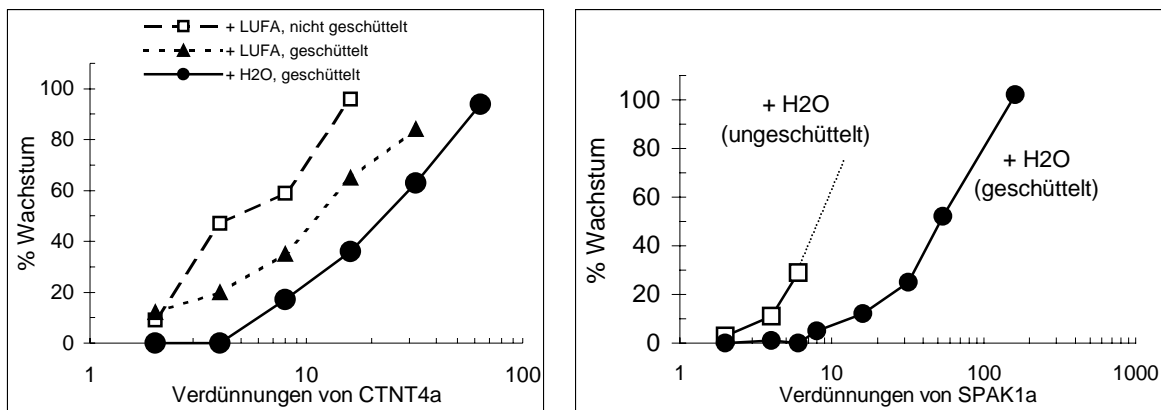 + LUFA, nicht geschüttelt
+ LUFA, geschüttelt
+ H2O, geschüttelt
100
80
60
40
20
0
% Wachstum
1
10
100
Verdünnungen von CTNT4a
100
80
60
40
20
0
% Wachstum
+ H2O
(ungeschüttelt)
+ H2O
(geschüttelt)
1
10
100
1000
Verdünnungen von SPAK1a